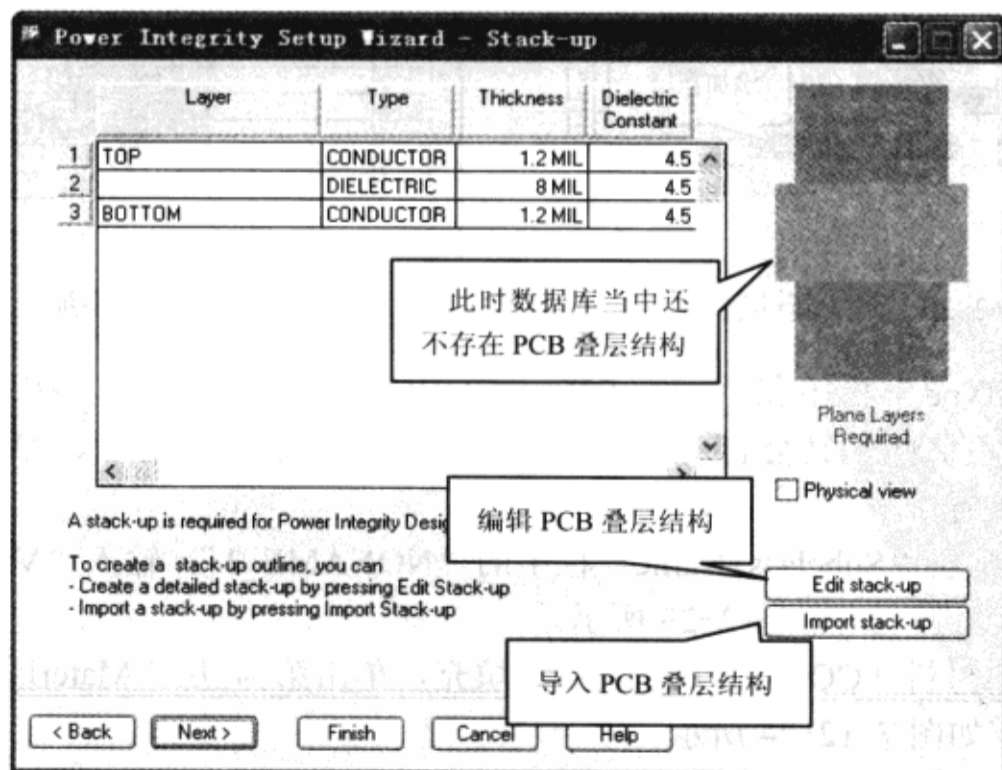 Power Integrity Setup Wizard - Stack-up
Layer Type Thickness Dielectric Constant
1 TOP CONDUCTOR 1.2 MIL 4.5
2 DIELECTRIC 8 MIL 4.5
3 BOTTOM CONDUCTOR 1.2 MIL 4.5
此时数据库当中还
不存在 PCB 叠层结构
Plane Layers
Required
Physical view
A stack-up is required for Power Integrity
编辑 PCB 叠层结构
To create a stack-up outline, you can
- Create a detailed stack-up by pressing Edit Stack-up
- Import a stack-up by pressing Import Stack-up
Edit stack-up
Import stack-up
导入 PCB 叠层结构
< Back Next > Finish Cancel Help